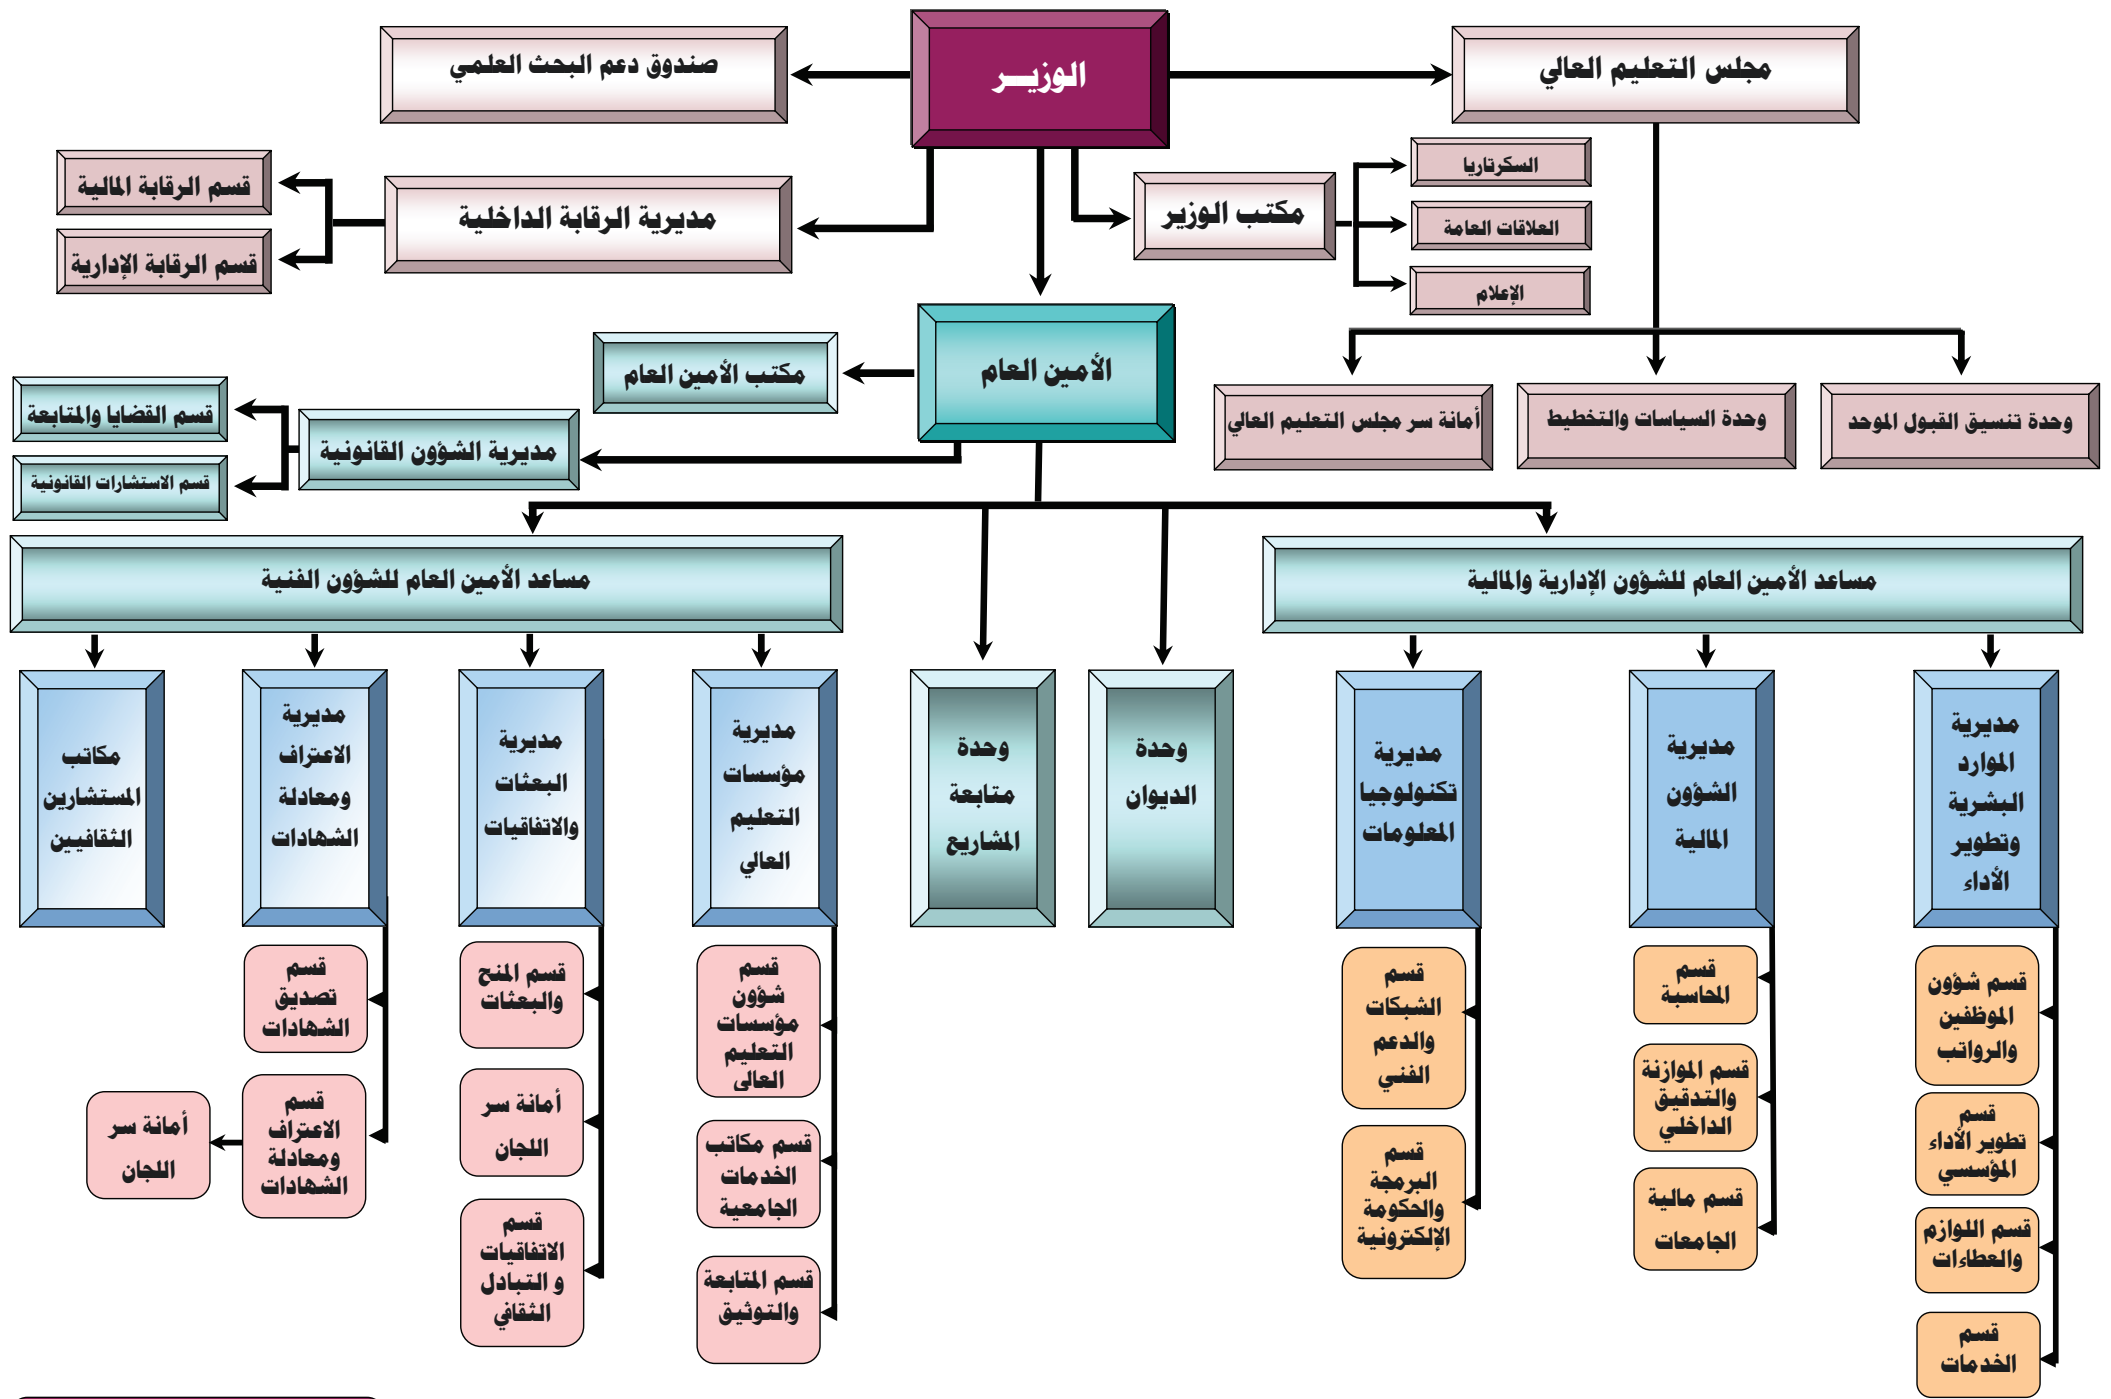 الوزيـــر
مجلس التعليم العالي
صندوق دعم البحث العلمي
السكرتاريا
مكتب الوزير
العلاقات العامة
الإعلام
مديرية الرقابة الداخلية
قسم الرقابة المالية
قسم الرقابة الإدارية
وحدة تنسيق القبول الموحد
وحدة السياسات والتخطيط
أمانة سر مجلس التعليم العالي
الأمين العام
مكتب الأمين العام
مديرية الشؤون القانونية
قسم القضايا والمتابعة
قسم الاستشارات القانونية
مساعد الأمين العام للشؤون الإدارية والمالية
مساعد الأمين العام للشؤون الفنية
مديرية
الموارد
البشرية
وتطوير
الأداء
مديرية
الشؤون
المالية
مديرية
تكنولوجيا
المعلومات
وحدة
الديوان
وحدة
متابعة
المشاريع
مديرية
مؤسسات
التعليم
العالي
مديرية
البعثات
والاتفاقيات
مديرية
الاعتراف
ومعادلة
الشهادات
مكاتب
المستشارين
الثقافيين
قسم شؤون
الموظفين
والرواتب
قسم
تطوير الأداء
المؤسسي
قسم اللوازم
والعطاءات
قسم
الخدمات
قسم
المحاسبة
قسم الموازنة
والتدقيق
الداخلي
قسم مالية
الجامعات
قسم
الشبكات
والدعم
الفني
قسم
البرمجة
والحكومة
الإلكترونية
قسم
شؤون
مؤسسات
التعليم
العالي
قسم مكاتب
الخدمات
الجامعية
قسم المتابعة
والتوثيق
قسم المنح
والبعثات
أمانة سر
اللجان
قسم
الاتفاقيات
و التبادل
الثقافي
قسم
تصديق
الشهادات
قسم
الاعتراف
ومعادلة
الشهادات
أمانة سر
اللجان